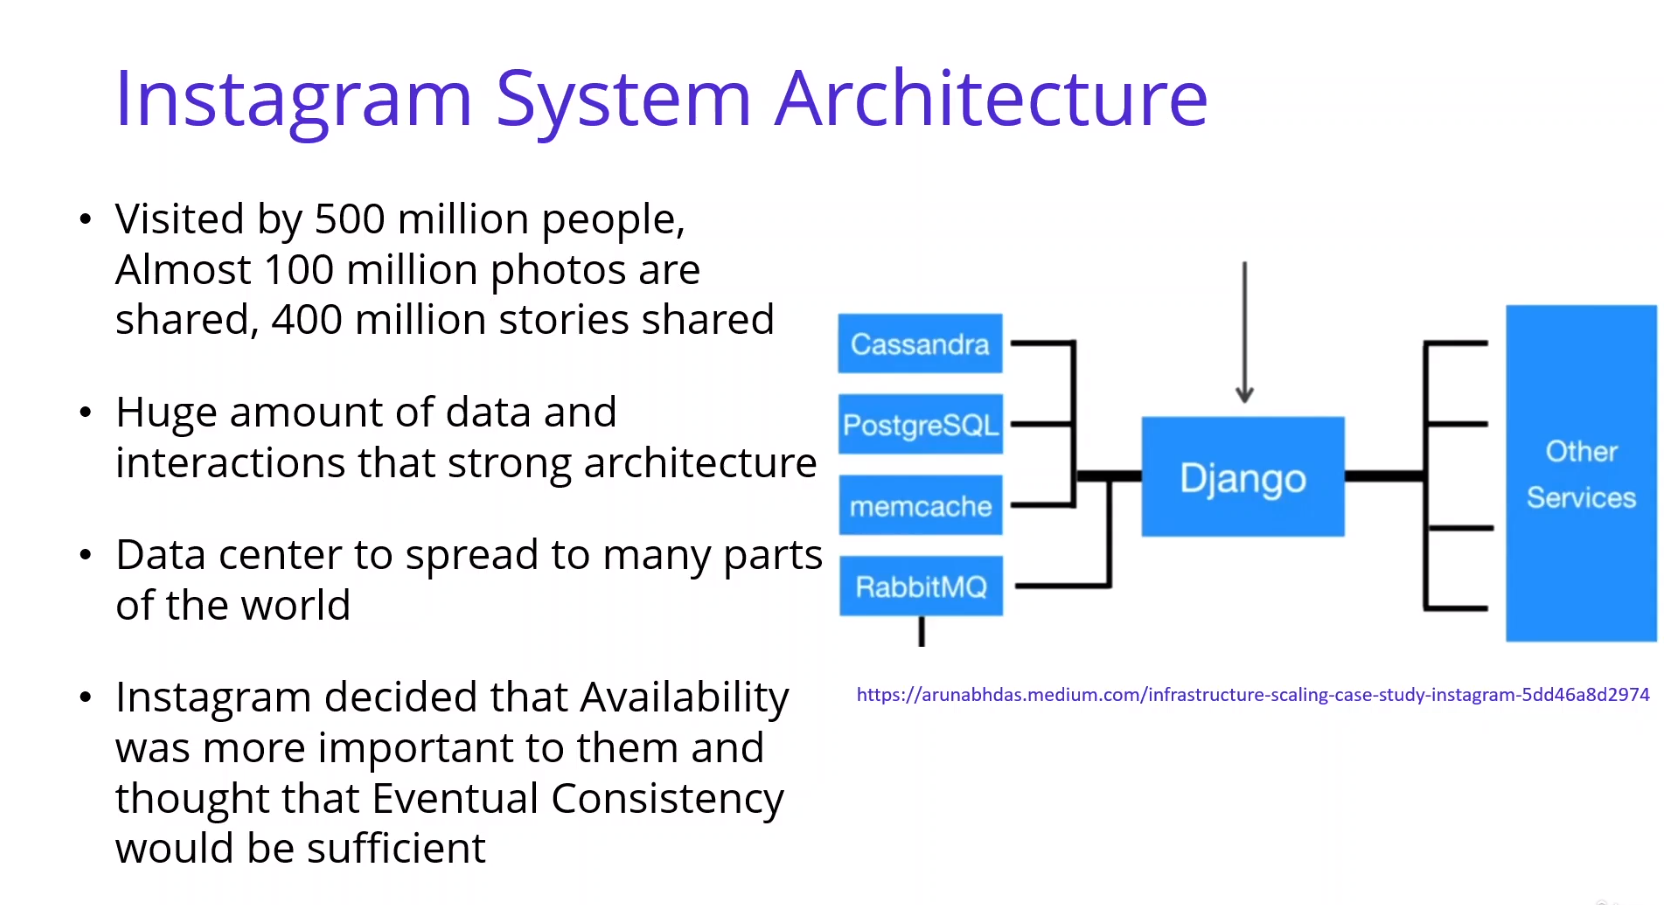 Instagram System Architecture
• Visited by 500 million people,
Almost 100 million photos are
shared, 400 million stories shared
• Huge amount of data and
interactions that strong architecture
• Data center to spread to many parts
of the world
• Instagram decided that Availability
was more important to them and
thought that Eventual Consistency
would be sufficient
Cassandra
PostgreSQL
memcache
RabbitMQ
Django
Other
Services
https://arunabhdas.medium.com/infrastructure-scaling-case-study-instagram-5dd46a8d2974